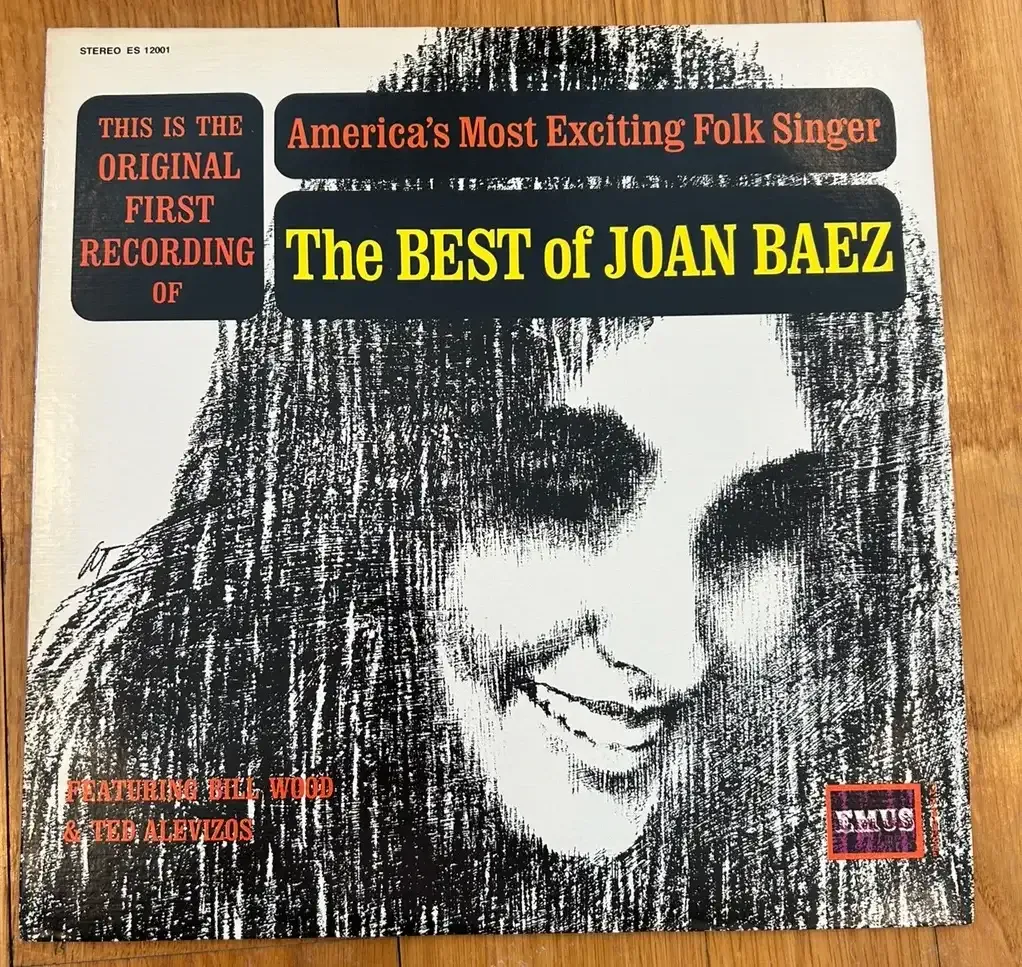 STEREO ES 12001
THIS IS THE
ORIGINAL
FIRST
RECORDING
OF
America's Most Exciting Folk Singer
The BEST of JOAN BAEZ
FEATURING BILL WOOD
& TED ALEVIZOS
EMUS